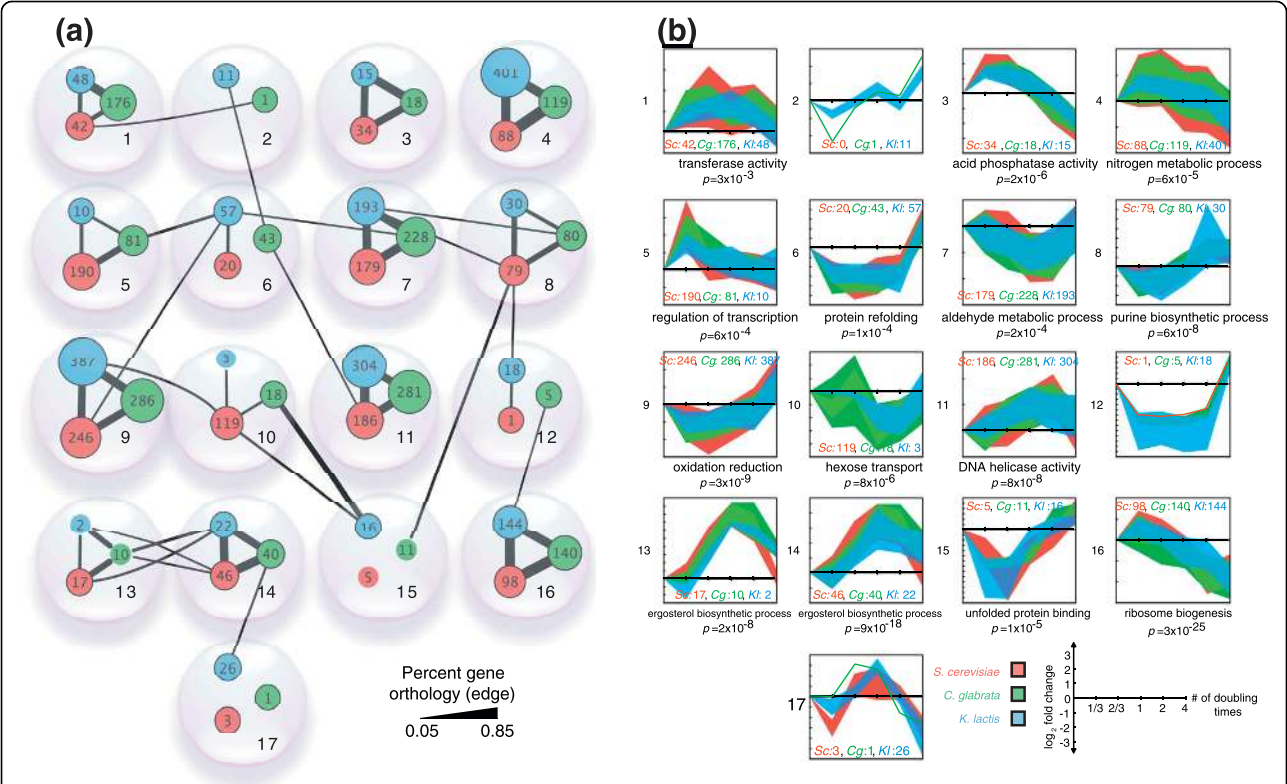 (a)
48 176 42 1
11 1 2
15 18 34 3
401 119 88 4
10 81 190 5
57 43 20 6
193 228 179 7
30 80 79 8
387 286 246 9
3 18 119 10
304 281 186 11
18 5 1 12
2 10 17 13
22 40 46 14
16 11 5 15
144 140 98 16
26 1 3 17
Percent gene
orthology (edge)
0.05 0.85
(b)
1
Sc:42,Cg:176, Kl:48
transferase activity
p=3x10-3
2
Sc:0, Cg:1 , Kl:11
3
Sc:34 ,Cg:18, Kl :15
acid phosphatase activity
p=2x10-6
4
Sc:88,Cg:119, Kl:401
nitrogen metabolic process
p=6x10-5
5
Sc:190,Cg: 81, Kl:10
regulation of transcription
p=6x10-4
6
Sc:20,Cg:43 , Kl: 57
protein refolding
p=1x10-4
7
Sc:179, Cg: 228, Kl:193
aldehyde metabolic process
p=2x10-4
8
Sc:79, Cg: 80, Kl:30
purine biosynthetic process
p=6x10-8
9
Sc:246, Cg: 286, Kl: 387
oxidation reduction
p=3x10-9
10
Sc:119, Cg:18, Kl: 3
hexose transport
p=8x10-6
11
Sc:186, Cg:281, Kl: 304
DNA helicase activity
p=8x10-8
12
Sc:1, Cg:5, Kl:18
13
Sc:17, Cg:10, Kl: 2
ergosterol biosynthetic process
p=2x10-8
14
Sc:46, Cg:40, Kl: 22
ergosterol biosynthetic process
p=9x10-18
15
Sc:5, Cg:11, Kl :16
unfolded protein binding
p=1x10-5
16
Sc:98, Cg:140, Kl:144
ribosome biogenesis
p=3x10-25
17
Sc:3, Cg:1, Kl :26
S. cerevisiae
C. glabrata
K. lactis
log2 fold change
3
2
1
0
-1
-2
-3
1/3 2/3 1 2 4
# of doubling
times